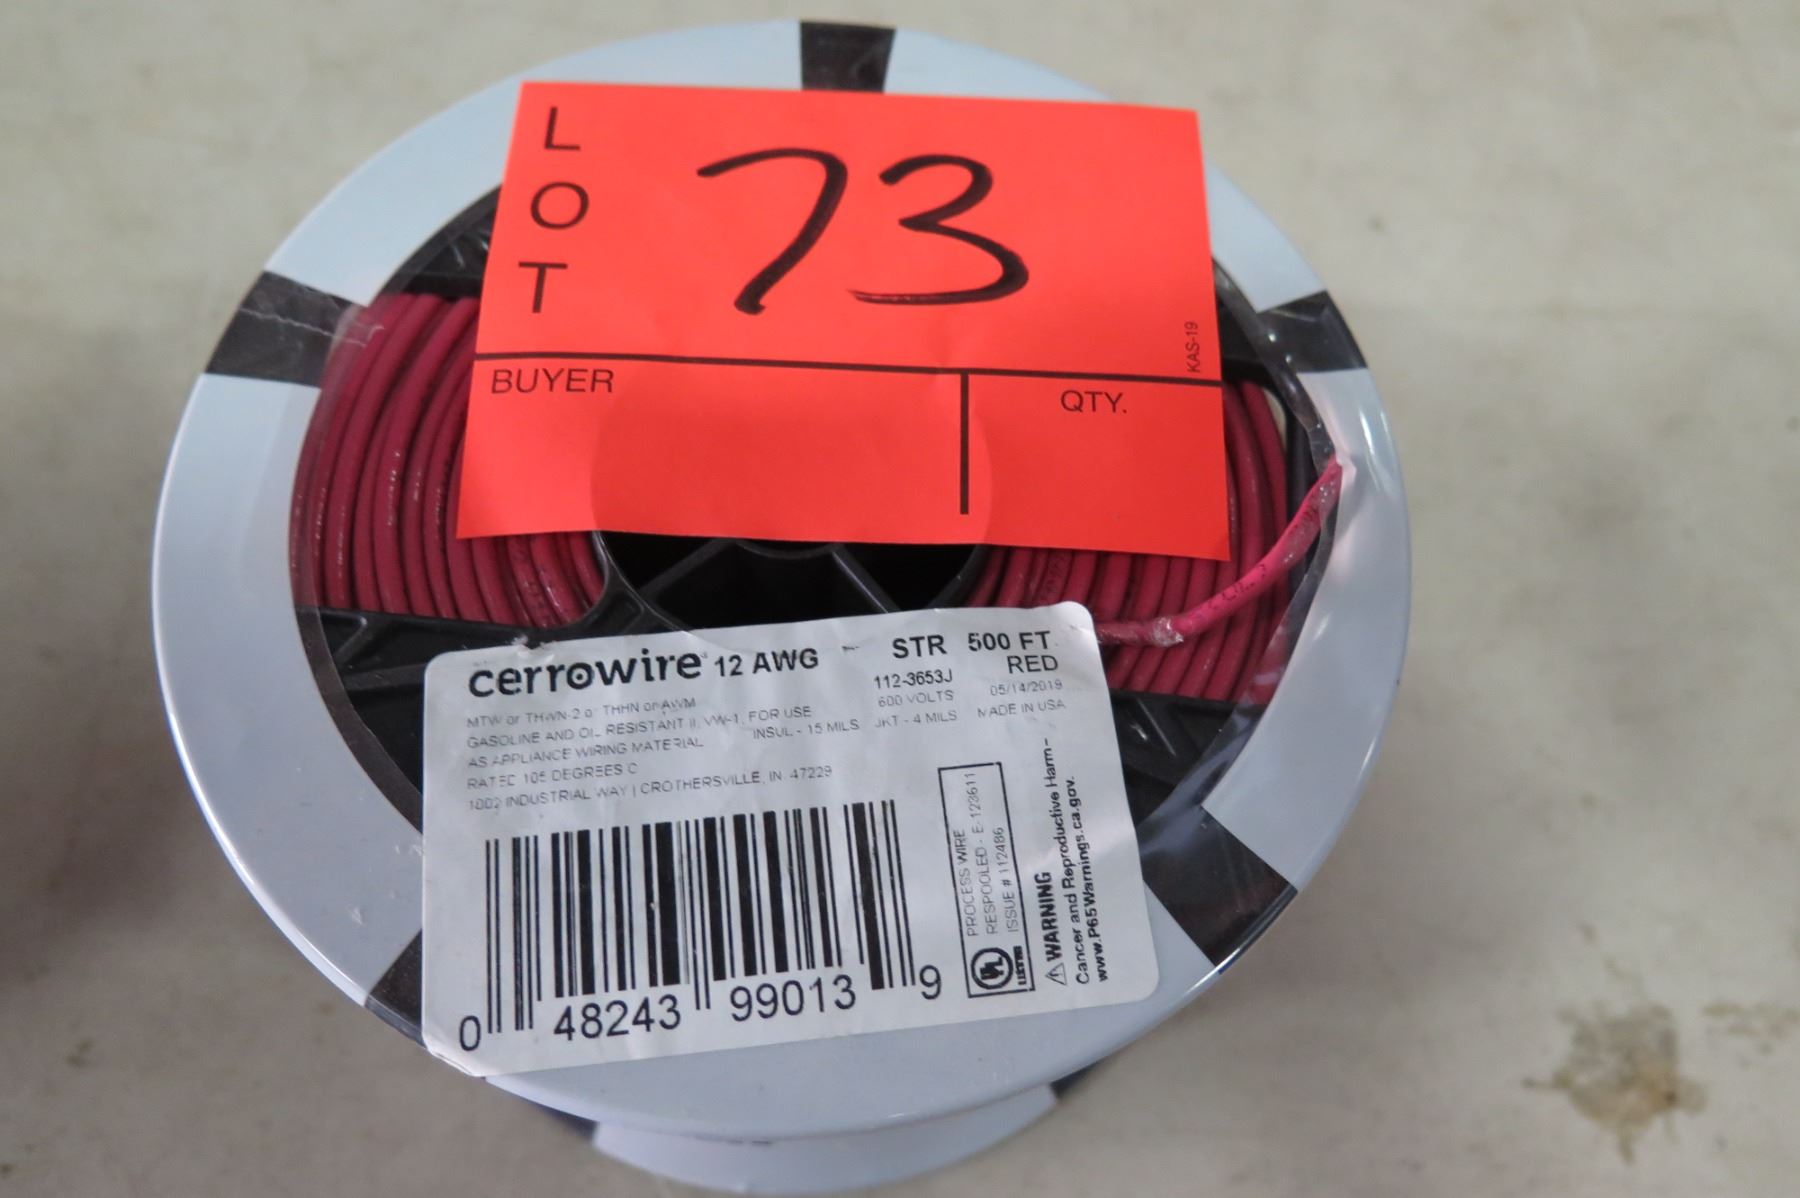 LOT
73
KAS-19
BUYER
QTY.
cerrowire 12 AWG STR 500 FT.
112-3653J RED
MTW or THWN-2 or THHN or AWM 600 VOLTS 05/14/2019
GASOLINE AND OIL RESISTANT II, VW-1, FOR USE INSUL - 15 MILS JKT - 4 MILS MADE IN USA
AS APPLIANCE WIRING MATERIAL
RATED 105 DEGREES C
1002 INDUSTRIAL WAY | CROTHERSVILLE, IN 47229
0 48243 99013 9
PROCESS WIRE
RESPOOLED - E-123611
ISSUE # 112486
UL
LISTED
⚠WARNING
Cancer and Reproductive Harm-
www.P65Warnings.ca.gov.